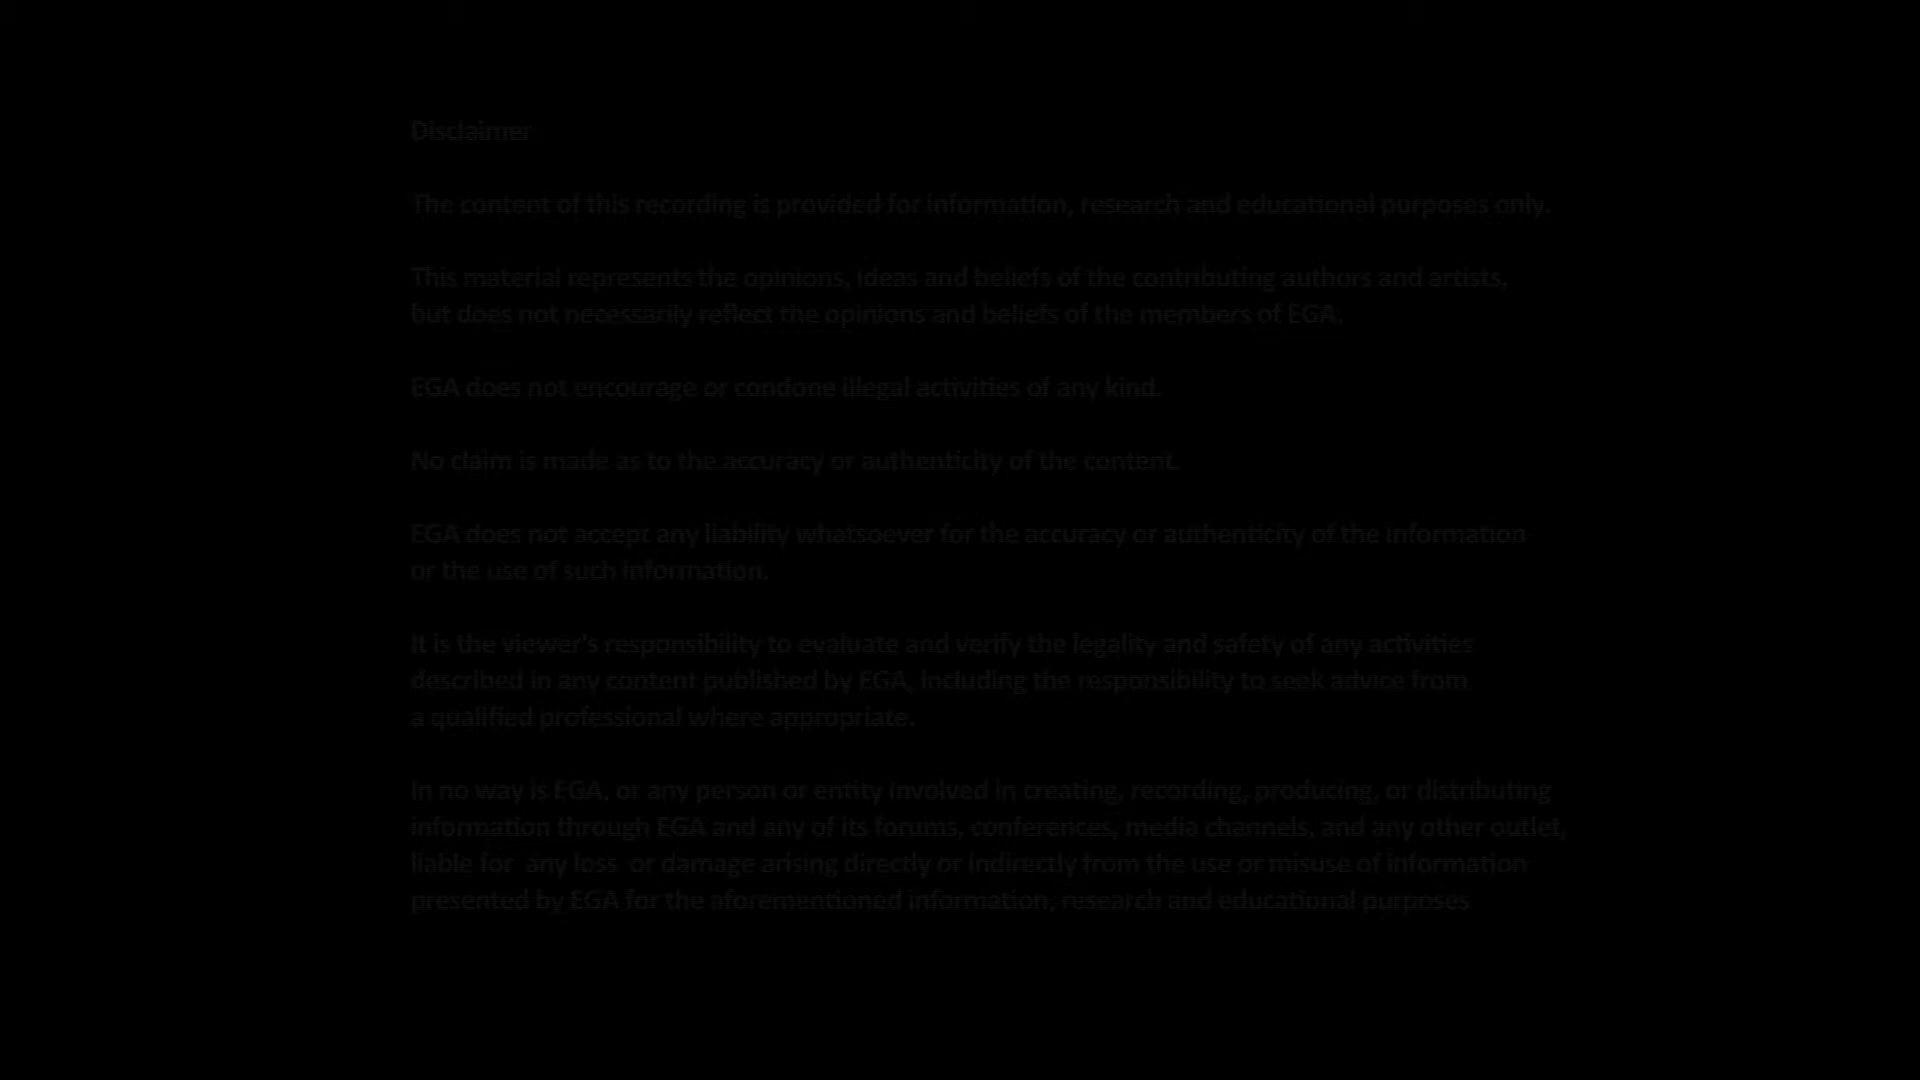 Disclaimer
The content of this recording is provided for information, research and educational purposes only.
This material represents the opinions, ideas and beliefs of the contributing authors and artists,
but does not necessarily reflect the opinions and beliefs of the members of EGA.
EGA does not encourage or condone illegal activities of any kind.
No claim is made as to the accuracy or authenticity of the content.
EGA does not accept any liability whatsoever for the accuracy or authenticity of the information
or the use of such information.
It is the viewer's responsibility to evaluate and verify the legality and safety of any activities
described in any content published by EGA, including the responsibility to seek advice from
a qualified professional where appropriate.
In no way is EGA, or any person or entity involved in creating, recording, producing, or distributing
information through EGA and any of its forums, conferences, media channels, and any other outlet,
liable for any loss or damage arising directly or indirectly from the use or misuse of information
presented by EGA for the aforementioned information, research and educational purposes